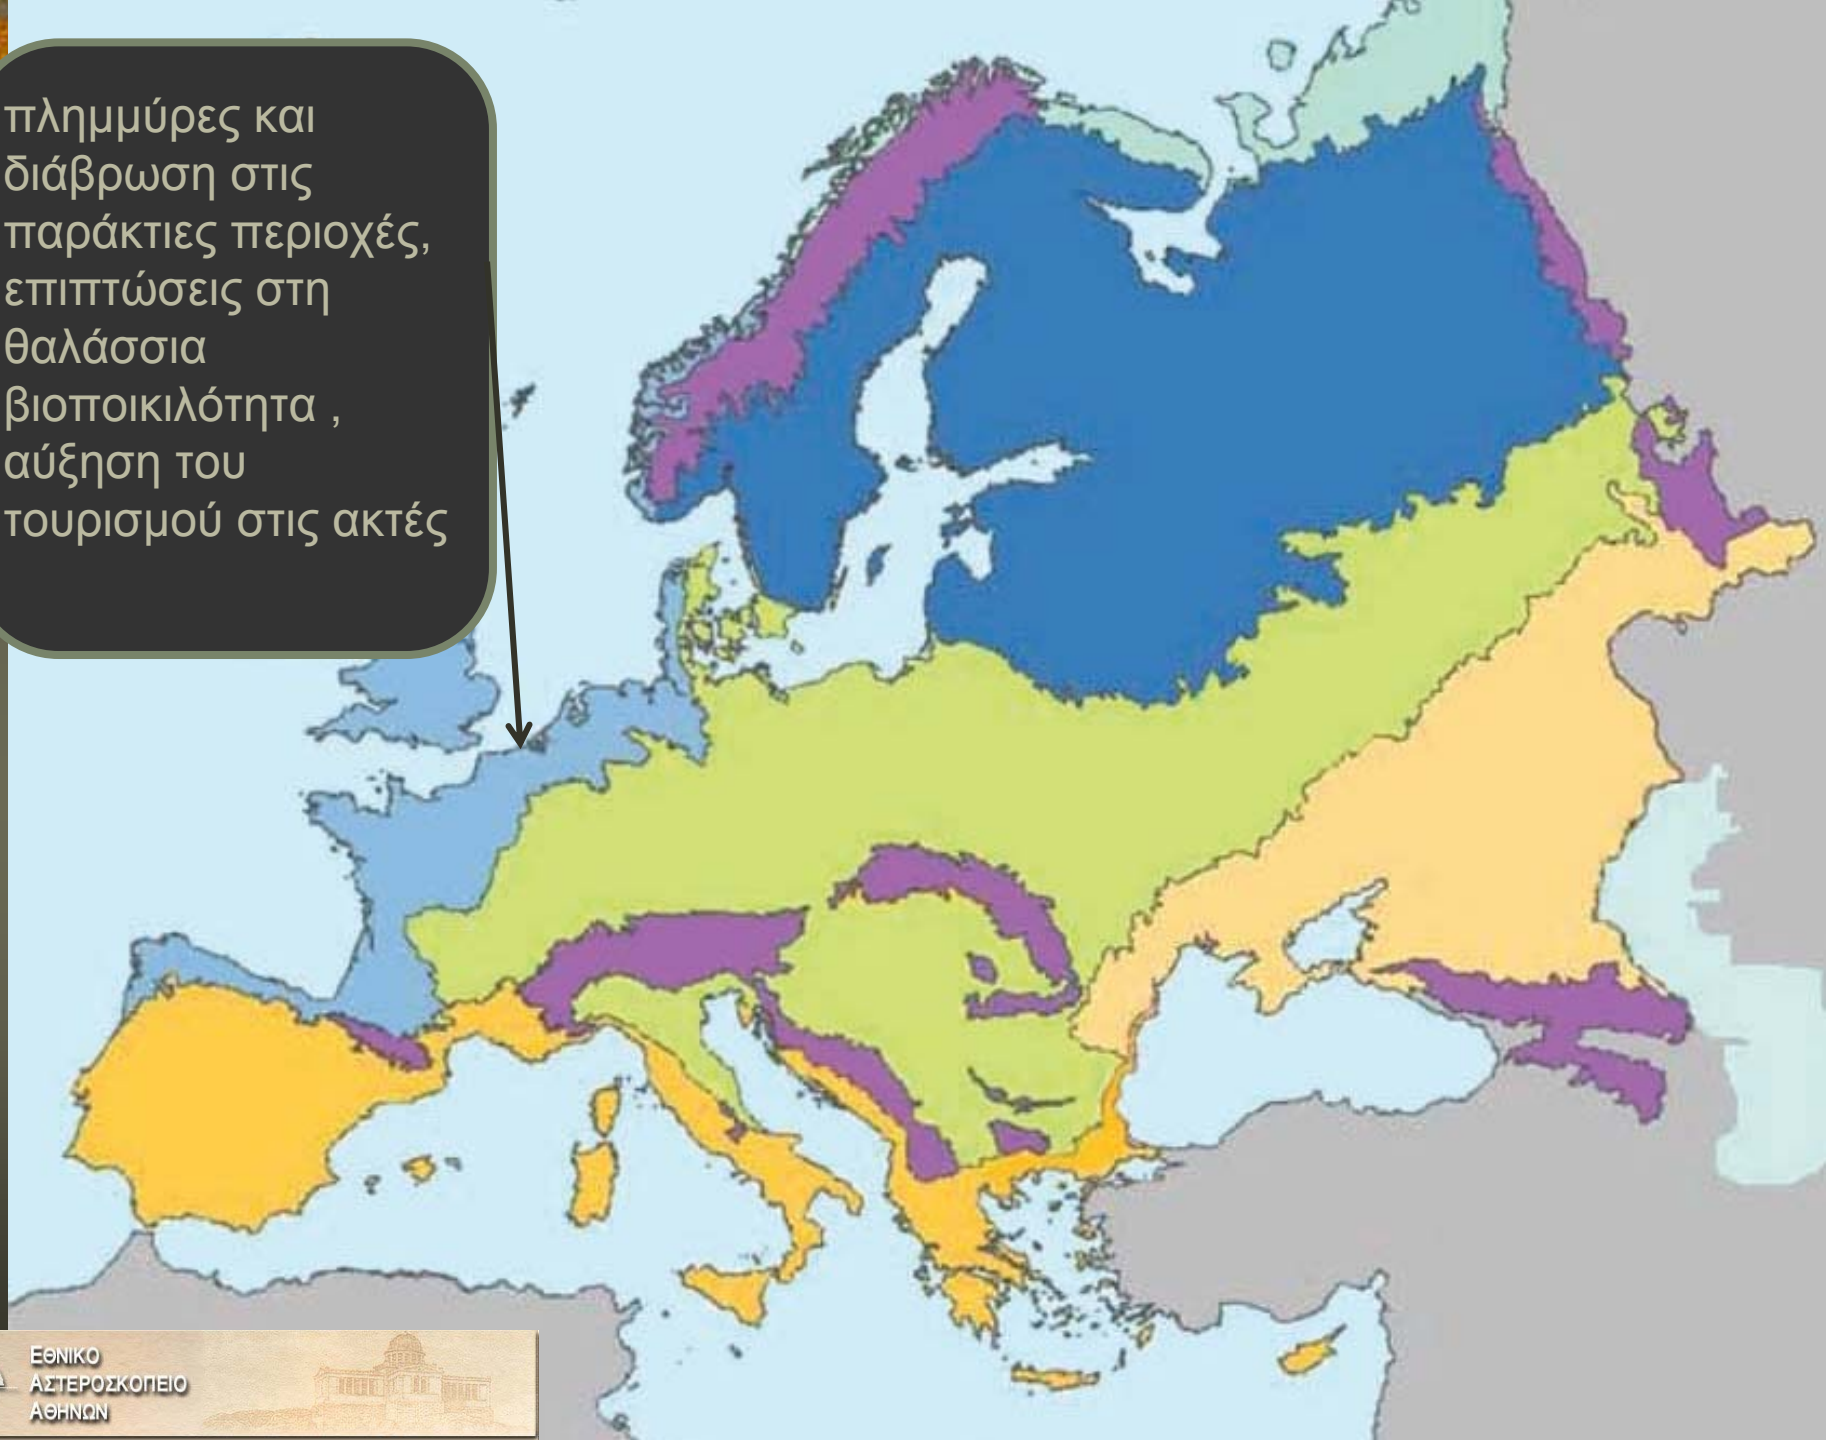 πλημμύρες και
διάβρωση στις
παράκτιες περιοχές,
επιπτώσεις στη
θαλάσσια
βιοποικιλότητα ,
αύξηση του
τουρισμού στις ακτές
ΕΘΝΙΚΟ
ΑΣΤΕΡΟΣΚΟΠΕΙΟ
ΑΘΗΝΩΝ